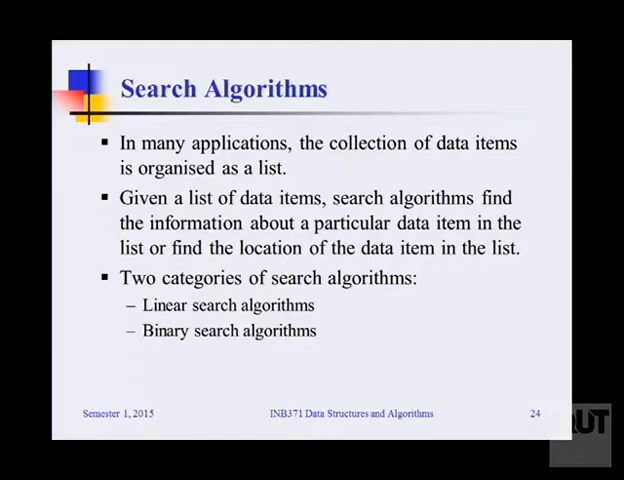 Search Algorithms
In many applications, the collection of data items
is organised as a list.
Given a list of data items, search algorithms find
the information about a particular data item in the
list or find the location of the data item in the list.
Two categories of search algorithms:
– Linear search algorithms
– Binary search algorithms
Semester 1, 2015
INB371 Data Structures and Algorithms
24
QUT